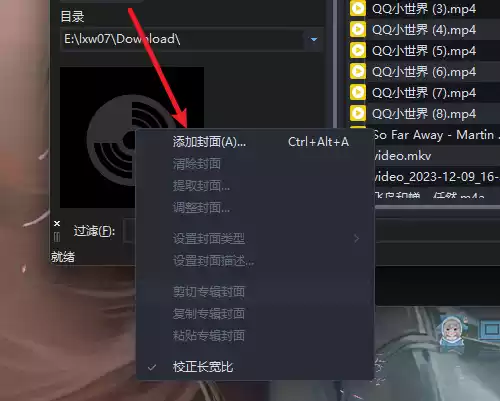 目录
E:\lxw07\Download\
QQ小世界 (3).mp4
QQ小世界 (4).mp4
QQ小世界 (5).mp4
QQ小世界 (6).mp4
QQ小世界 (7).mp4
QQ小世界 (8).mp4
So Far Away - Martin
video.mkv
video_2023-12-09_16-
添加封面(A)... Ctrl+Alt+A
清除封面
提取封面...
调整封面...
设置封面类型
设置封面描述...
剪切专辑封面
复制专辑封面
粘贴专辑封面
校正长宽比
过滤(F):
就绪